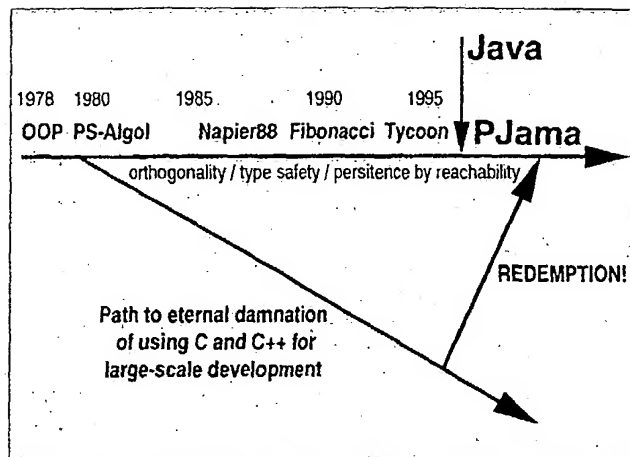 Java
1978 1980 1985 1990 1995
OOP PS-Algol Napier88 Fibonacci Tycoon PJama
orthogonality / type safety / persitence by reachability
REDEMPTION!
Path to eternal damnation
of using C and C++ for
large-scale development